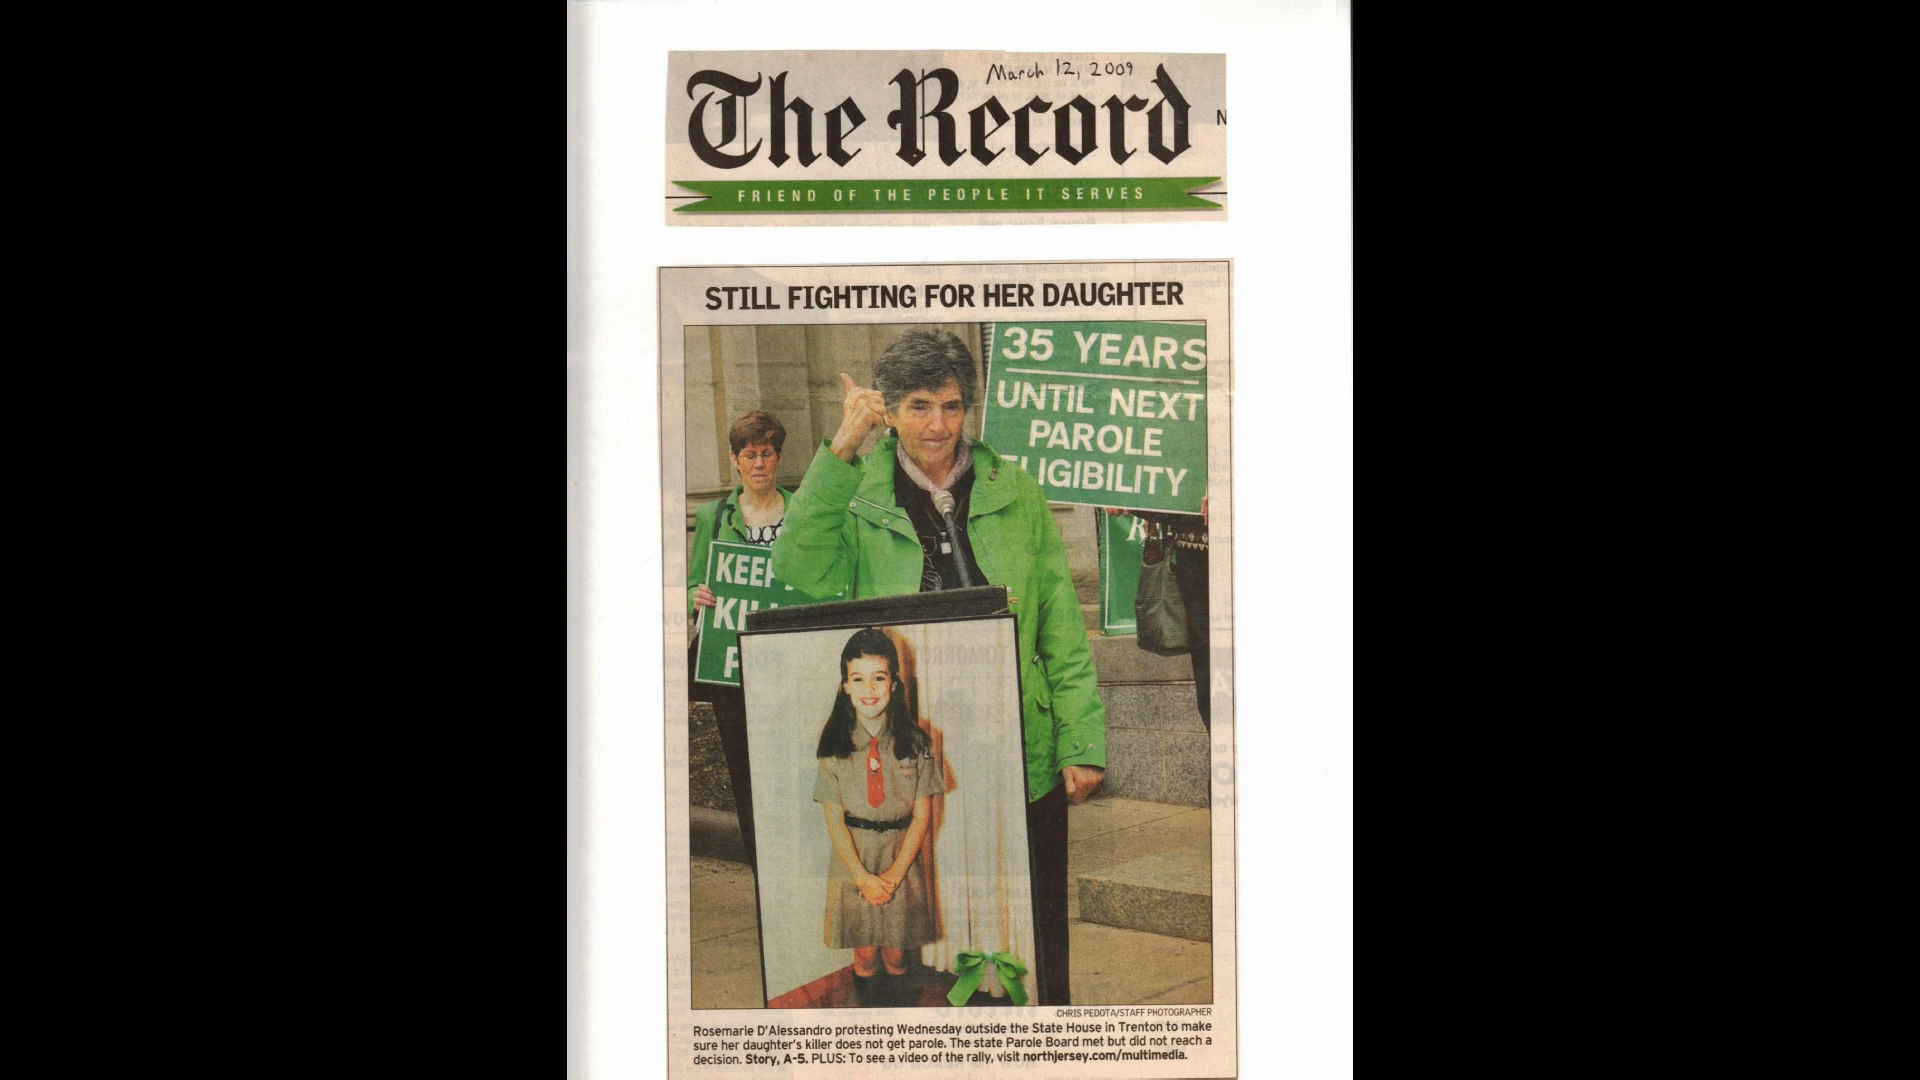 March 12, 2009
The Record
N
FRIEND OF THE PEOPLE IT SERVES
STILL FIGHTING FOR HER DAUGHTER
35 YEARS
UNTIL NEXT
PAROLE
LIGIBILITY
KEEP
KIL
P
CHRIS PEDOTA/STAFF PHOTOGRAPHER
Rosemarie D'Alessandro protesting Wednesday outside the State House in Trenton to make
sure her daughter's killer does not get parole. The state Parole Board met but did not reach a
decision. Story, A-5. PLUS: To see a video of the rally, visit northjersey.com/multimedia.